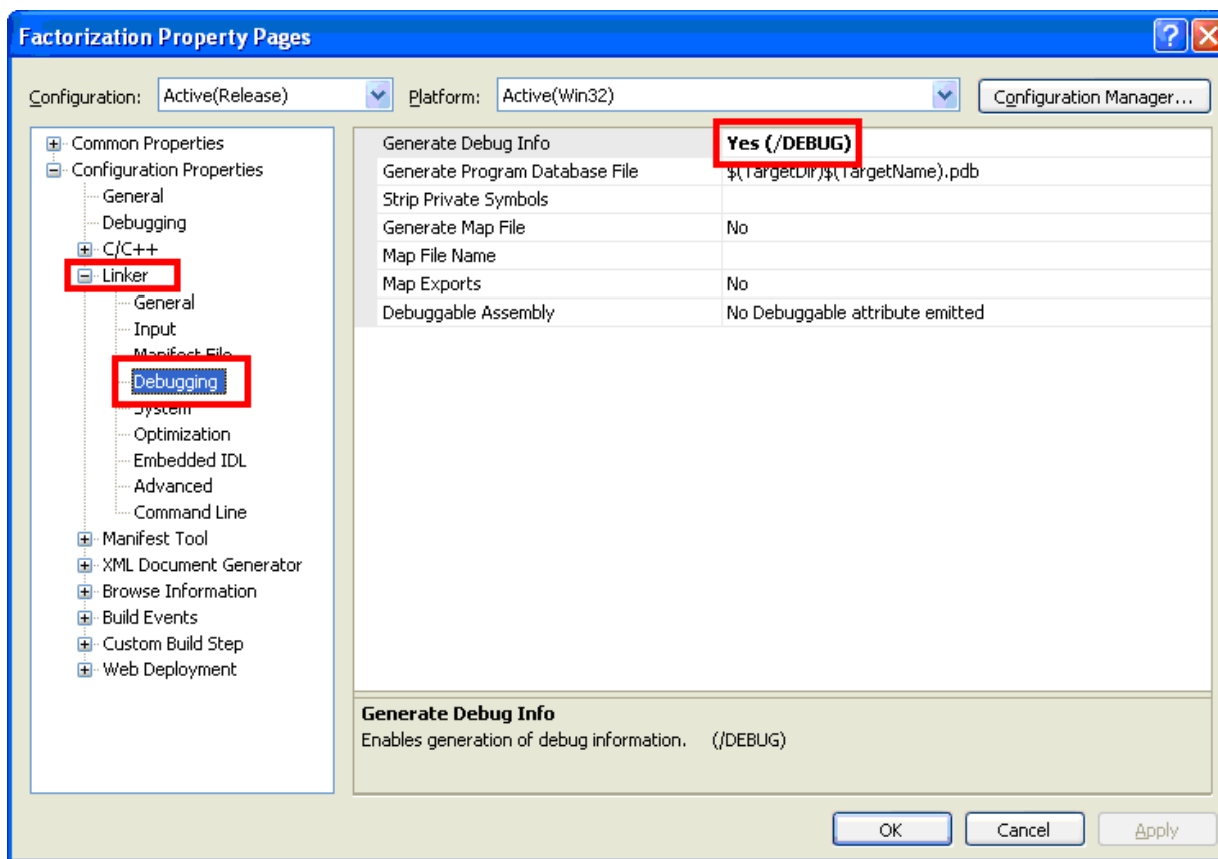 Factorization Property Pages
Configuration: Active(Release) Platform: Active(Win32) Configuration Manager...
Common Properties
Configuration Properties
General
Debugging
C/C++
Linker
General
Input
Manifest File
Debugging
System
Optimization
Embedded IDL
Advanced
Command Line
Manifest Tool
XML Document Generator
Browse Information
Build Events
Custom Build Step
Web Deployment
Generate Debug Info Yes (/DEBUG)
Generate Program Database File $(TargetDir)$(TargetName).pdb
Strip Private Symbols
Generate Map File No
Map File Name
Map Exports No
Debuggable Assembly No Debuggable attribute emitted
Generate Debug Info
Enables generation of debug information. (/DEBUG)
OK Cancel Apply